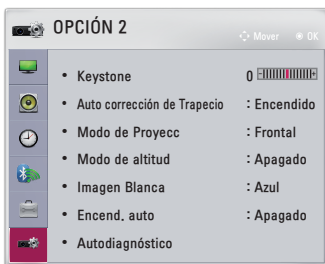 OPCIÓN 2
Mover OK
• Keystone 0
• Auto corrección de Trapecio : Encendido
• Modo de Proyecc : Frontal
• Modo de altitud : Apagado
• Imagen Blanca : Azul
• Encend. auto : Apagado
• Autodiagnóstico